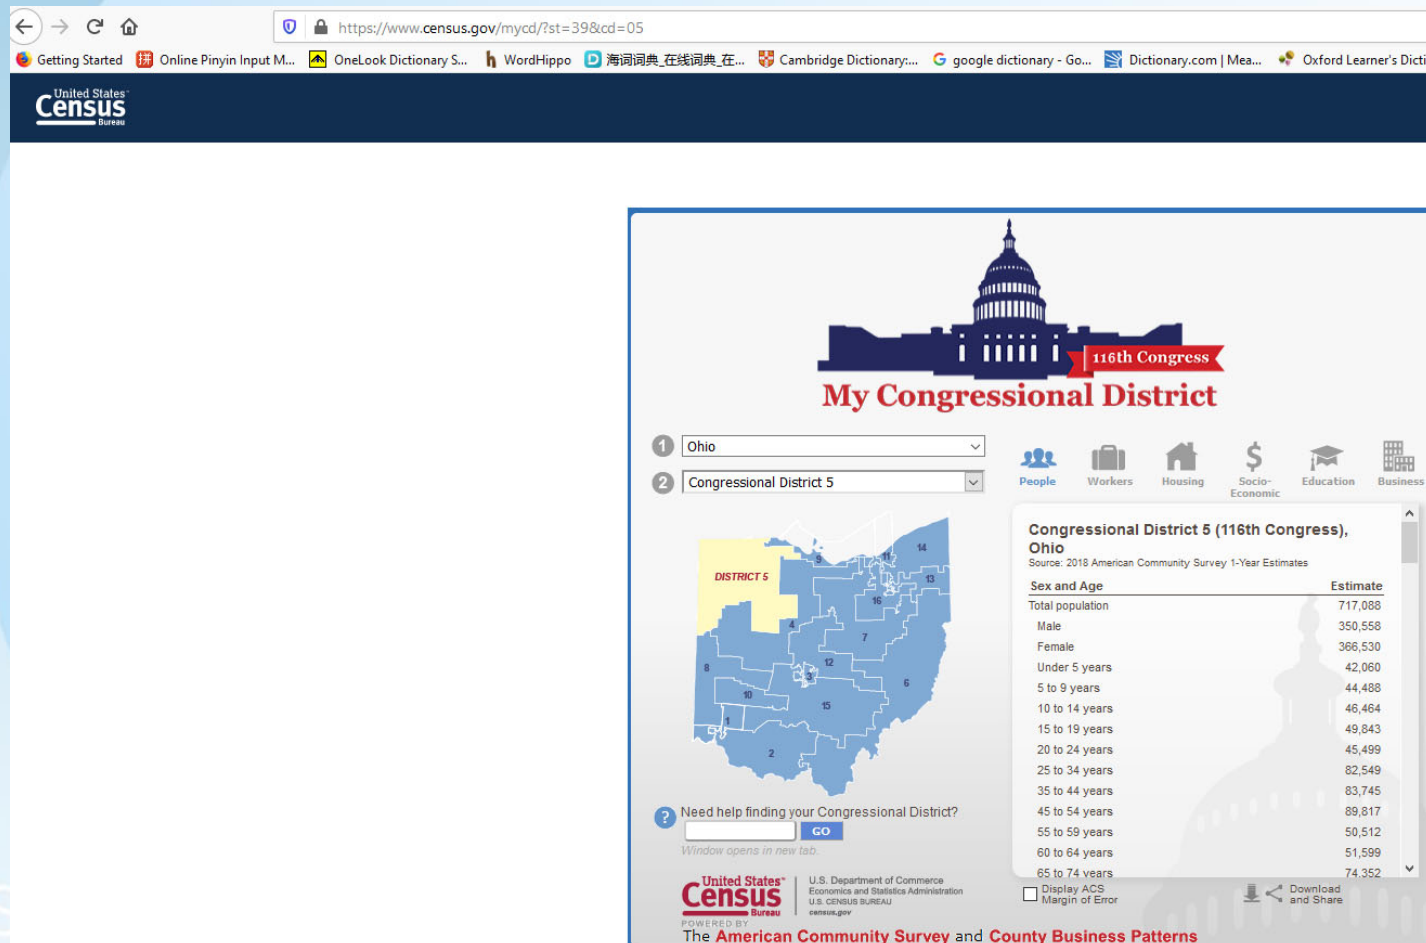 https://www.census.gov/mycd/?st=39&cd=05
Getting Started 拼 Online Pinyin Input M... OneLook Dictionary S... h WordHippo D 海词词典_在线词典_在... Cambridge Dictionary:... G google dictionary - Go... Dictionary.com | Mea... Oxford Learner's Dicti
United States
Census
Bureau
116th Congress
My Congressional District
1 Ohio
2 Congressional District 5
People Workers Housing Socio-Economic Education Business
DISTRICT 5
9
11
14
13
16
4
7
8
12
3
6
10
15
1
2
Congressional District 5 (116th Congress),
Ohio
Source: 2018 American Community Survey 1-Year Estimates
Sex and Age Estimate
Total population 717,088
Male 350,558
Female 366,530
Under 5 years 42,060
5 to 9 years 44,488
10 to 14 years 46,464
15 to 19 years 49,843
20 to 24 years 45,499
25 to 34 years 82,549
35 to 44 years 83,745
45 to 54 years 89,817
55 to 59 years 50,512
60 to 64 years 51,599
65 to 74 years 74,352
? Need help finding your Congressional District?
GO
Window opens in new tab.
Display ACS
Margin of Error
Download
and Share
United States
Census
Bureau
U.S. Department of Commerce
Economics and Statistics Administration
U.S. CENSUS BUREAU
census.gov
POWERED BY
The American Community Survey and County Business Patterns